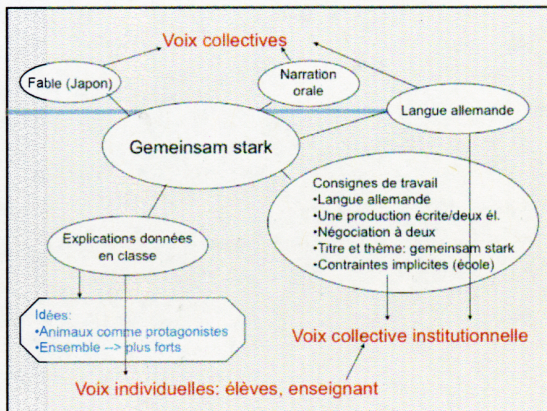 Voix collectives
Fable (Japon)
Narration
orale
Langue allemande
Gemeinsam stark
Consignes de travail
•Langue allemande
•Une production écrite/deux él.
•Négociation à deux
•Titre et thème: gemeinsam stark
•Contraintes implicites (école)
Explications données
en classe
Idées:
•Animaux comme protagonistes
•Ensemble --> plus forts
Voix collective institutionnelle
Voix individuelles: élèves, enseignant